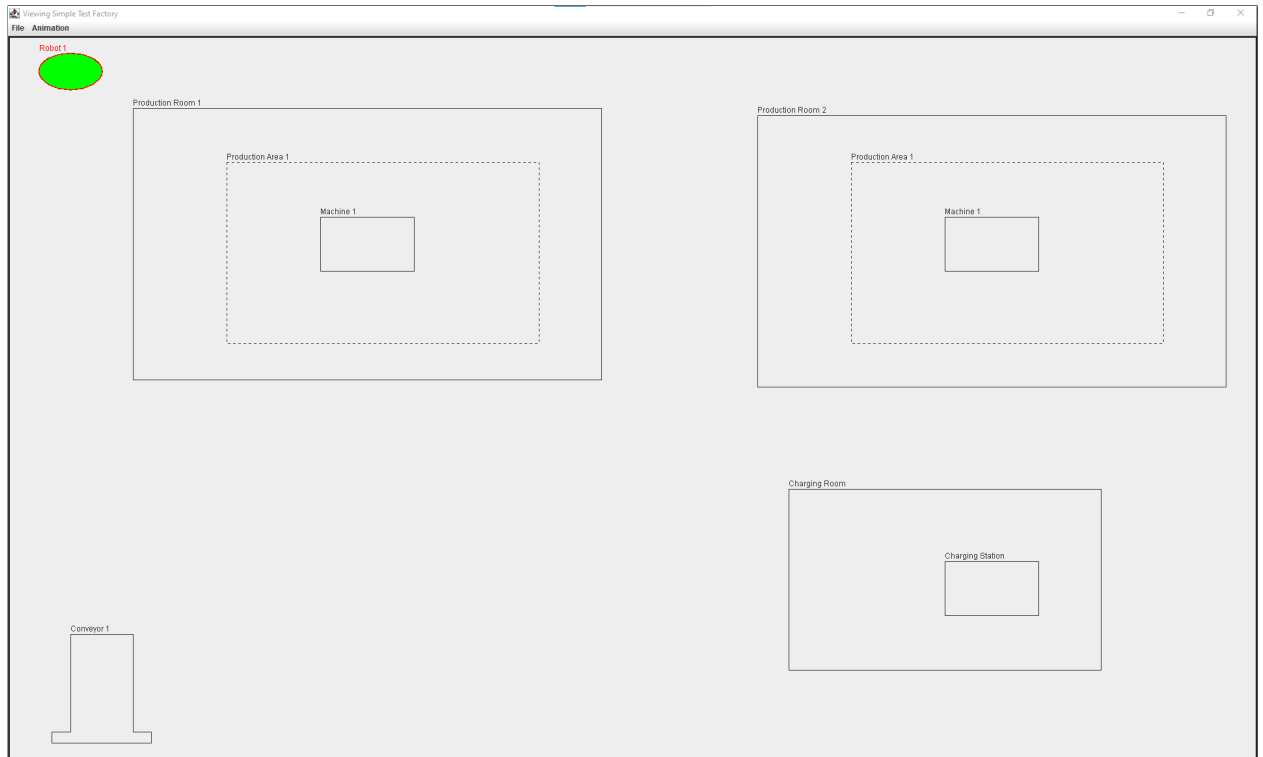 Viewing Simple Test Factory
File Animation
Robot 1
Production Room 1
Production Room 2
Production Area 1
Production Area 1
Machine 1
Machine 1
Charging Room
Charging Station
Conveyor 1